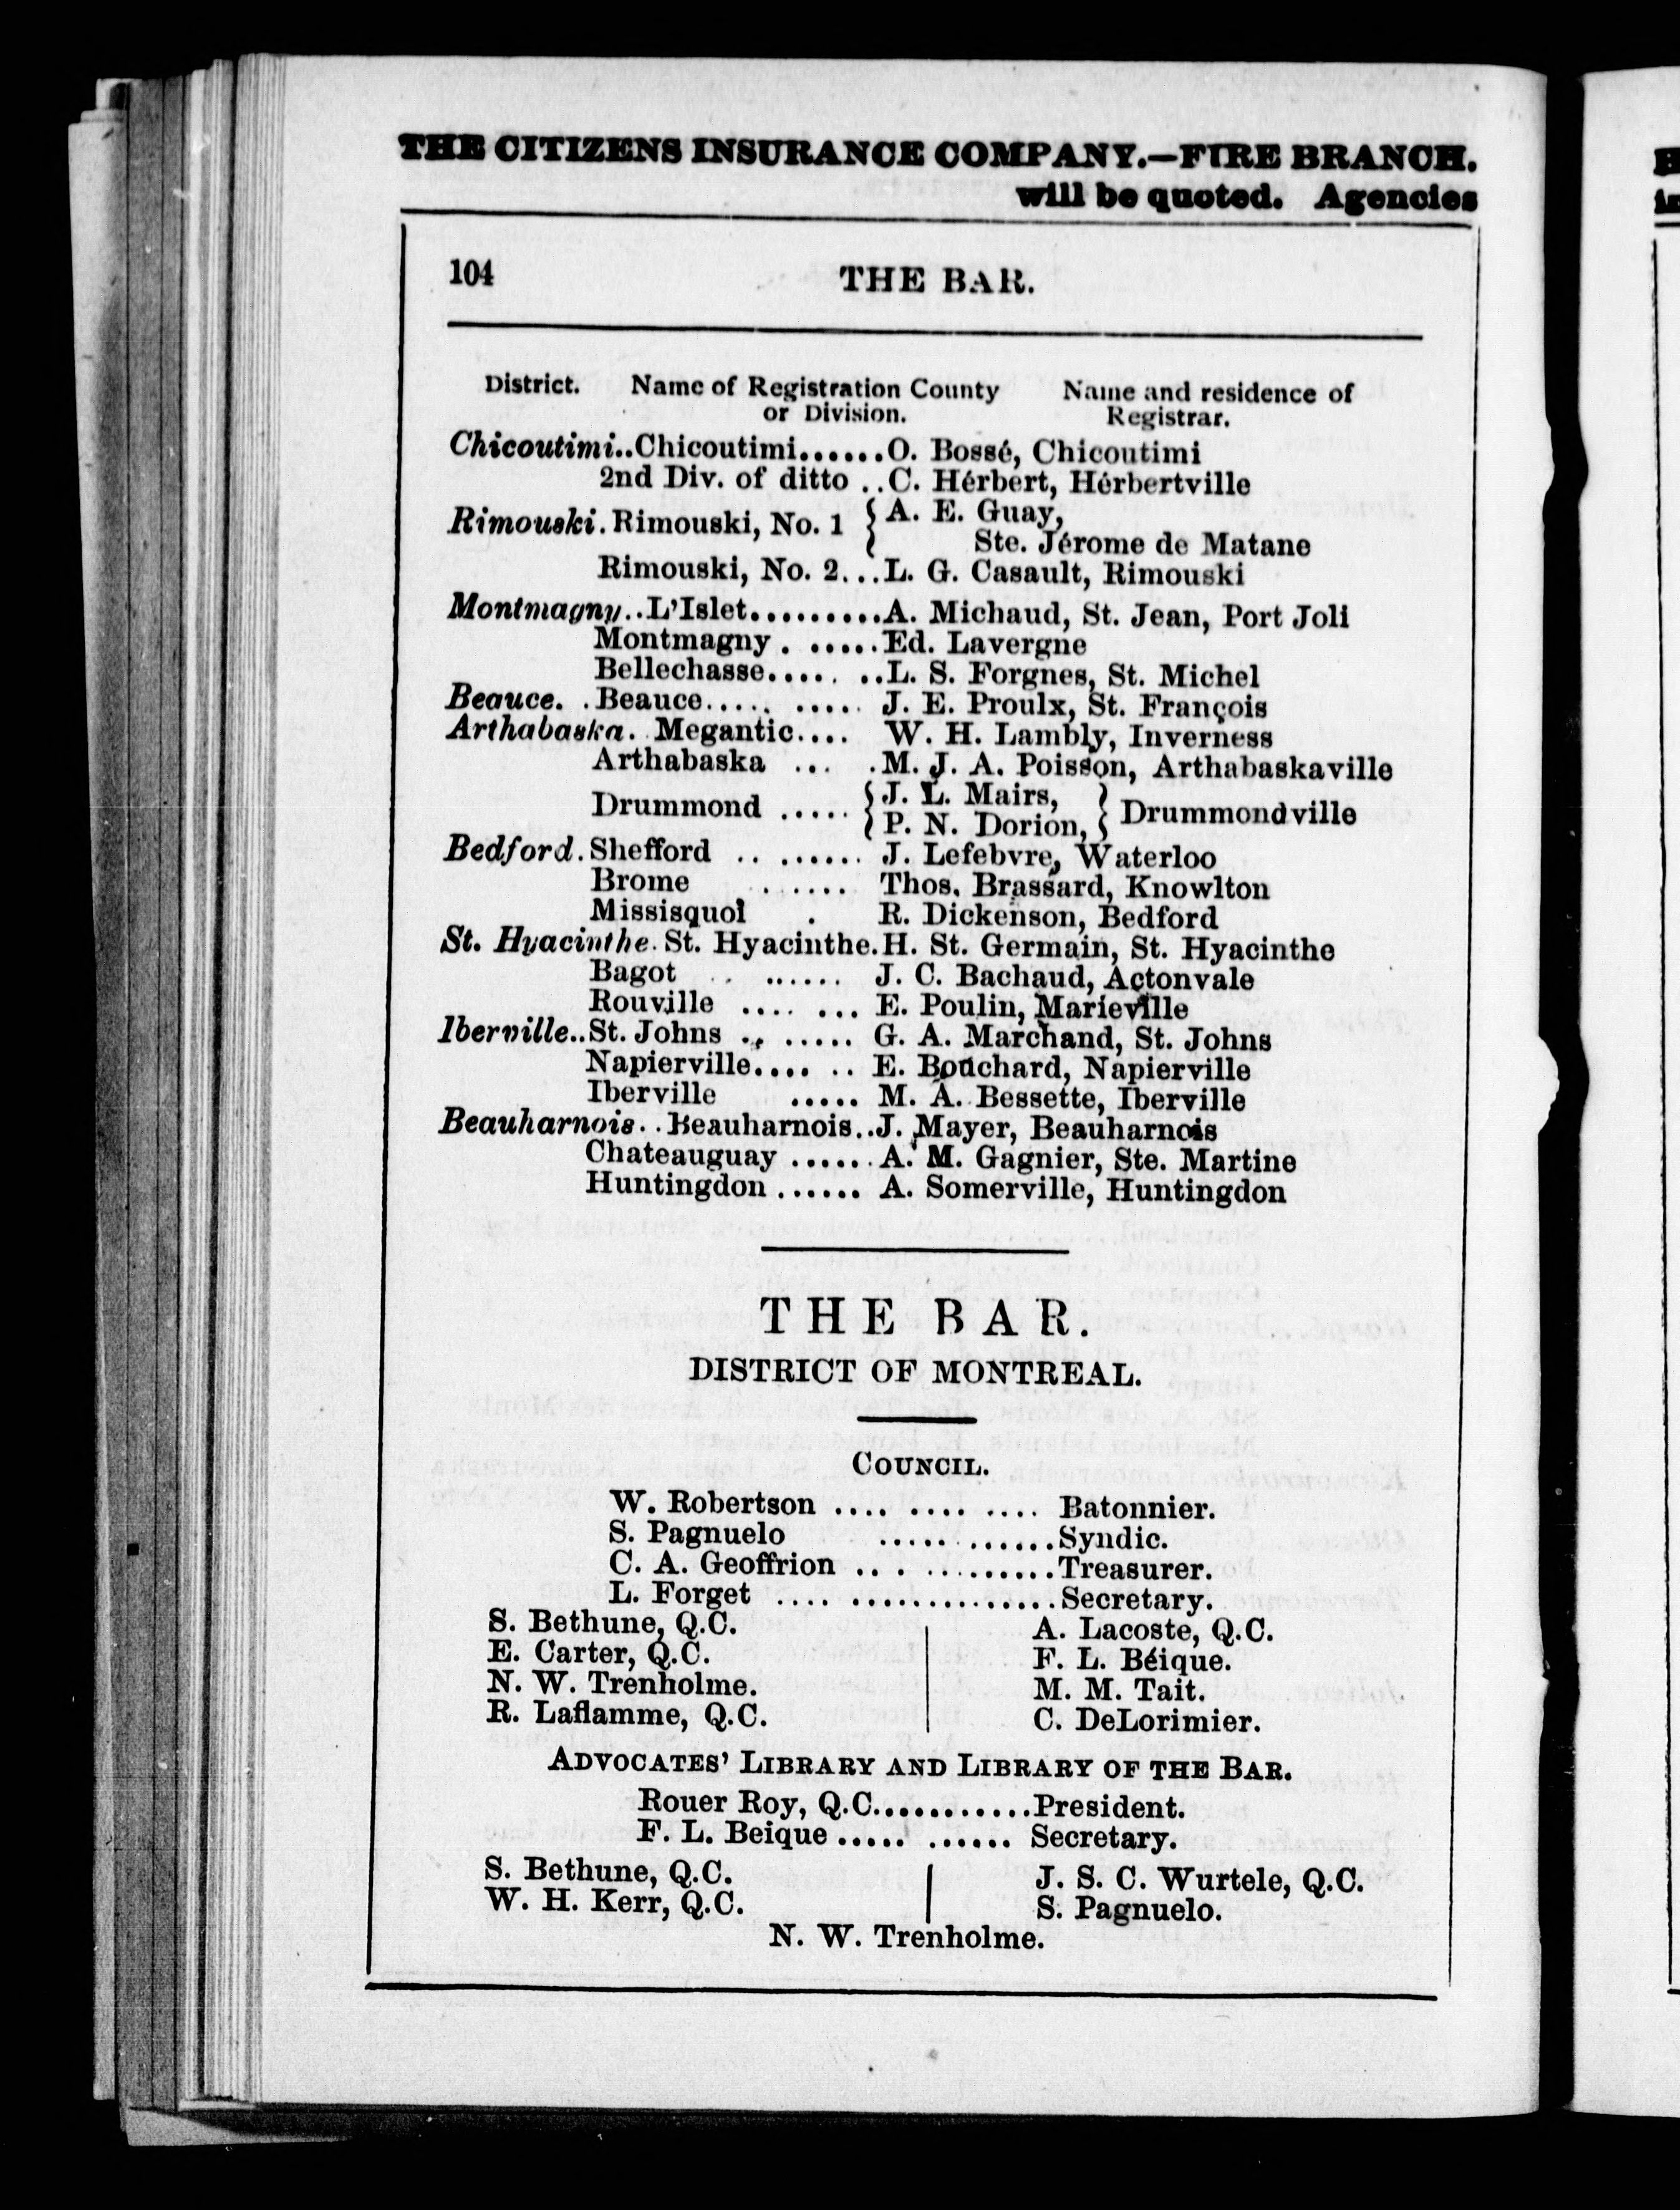 THE CITIZENS INSURANCE COMPANY.—FIRE BRANCH.
will be quoted. Agencies
104 THE BAR.
District. Name of Registration County Name and residence of
or Division. Registrar.
Chicoutimi..Chicoutimi......O. Bossé, Chicoutimi
2nd Div. of ditto ..C. Hérbert, Hérbertville
Rimouski. Rimouski, No. 1 { A. E. Guay,
Ste. Jérome de Matane
Rimouski, No. 2...L. G. Casault, Rimouski
Montmagny..L'Islet.........A. Michaud, St. Jean, Port Joli
Montmagny . .....Ed. Lavergne
Bellechasse..... ..L. S. Forgnes, St. Michel
Beauce. .Beauce..... ..... J. E. Proulx, St. François
Arthabaska. .Megantic.... W. H. Lambly, Inverness
Arthabaska ... .M. J. A. Poisson, Arthabaskaville
Drummond ..... { J. L. Mairs, } Drummondville
{ P. N. Dorion, }
Bedford. Shefford .. ........ J. Lefebvre, Waterloo
Brome ...... Thos. Brassard, Knowlton
Missisquoi . R. Dickenson, Bedford
St. Hyacinthe. St. Hyacinthe.H. St. Germain, St. Hyacinthe
Bagot .. ...... J. C. Bachaud, Actonvale
Rouville .... ... E. Poulin, Marieville
Iberville..St. Johns .. ..... G. A. Marchand, St. Johns
Napierville.... .. E. Bouchard, Napierville
Iberville ..... M. A. Bessette, Iberville
Beauharnois. .Beauharnois..J. Mayer, Beauharnois
Chateauguay ......A. M. Gagnier, Ste. Martine
Huntingdon ...... A. Somerville, Huntingdon
THE BAR.
DISTRICT OF MONTREAL.
COUNCIL.
W. Robertson .... .... .... Batonnier.
S. Pagnuelo ..... ......Syndic.
C. A. Geoffrion .. . ..........Treasurer.
L. Forget .... ...............Secretary.
S. Bethune, Q.C. A. Lacoste, Q.C.
E. Carter, Q.C. F. L. Béique.
N. W. Trenholme. M. M. Tait.
R. Laflamme, Q.C. C. DeLorimier.
ADVOCATES' LIBRARY AND LIBRARY OF THE BAR.
Rouer Roy, Q.C............President.
F. L. Beique ..... ...... Secretary.
S. Bethune, Q.C. J. S. C. Wurtele, Q.C.
W. H. Kerr, Q.C. S. Pagnuelo.
N. W. Trenholme.